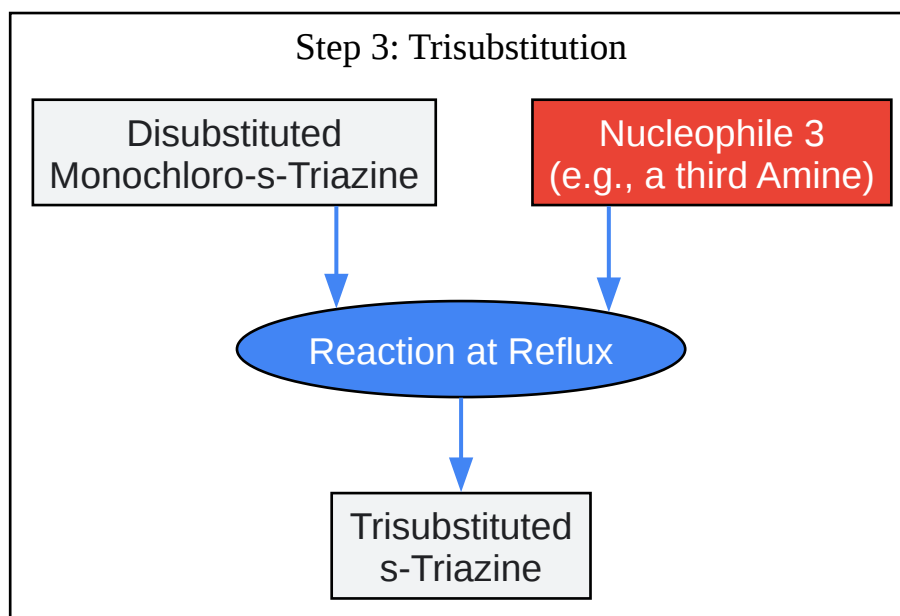 Step 3: Trisubstitution
Disubstituted
Monochloro-s-Triazine
Nucleophile 3
(e.g., a third Amine)
Reaction at Reflux
Trisubstituted
s-Triazine